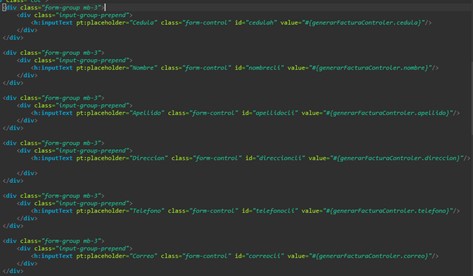 <div class="form-group mb-3">
<div class="input-group-prepend">
<h:inputText pt:placeholder="Cedula" class="form-control" id="cedulah" value="#{generarFacturaControler.cedula}"/>
</div>
</div>
<div class="form-group mb-3">
<div class="input-group-prepend">
<h:inputText pt:placeholder="Nombre" class="form-control" id="nombrecli" value="#{generarFacturaControler.nombre}"/>
</div>
</div>
<div class="form-group mb-3">
<div class="input-group-prepend">
<h:inputText pt:placeholder="Apellido" class="form-control" id="apellidocli" value="#{generarFacturaControler.apellido}"/>
</div>
</div>
<div class="form-group mb-3">
<div class="input-group-prepend">
<h:inputText pt:placeholder="Direccion" class="form-control" id="direccioncli" value="#{generarFacturaControler.direccion}"/>
</div>
</div>
<div class="form-group mb-3">
<div class="input-group-prepend">
<h:inputText pt:placeholder="Telefono" class="form-control" id="telefonocli" value="#{generarFacturaControler.telefono}"/>
</div>
</div>
<div class="form-group mb-3">
<div class="input-group-prepend">
<h:inputText pt:placeholder="Correo" class="form-control" id="correocli" value="#{generarFacturaControler.correo}"/>
</div>
</div>